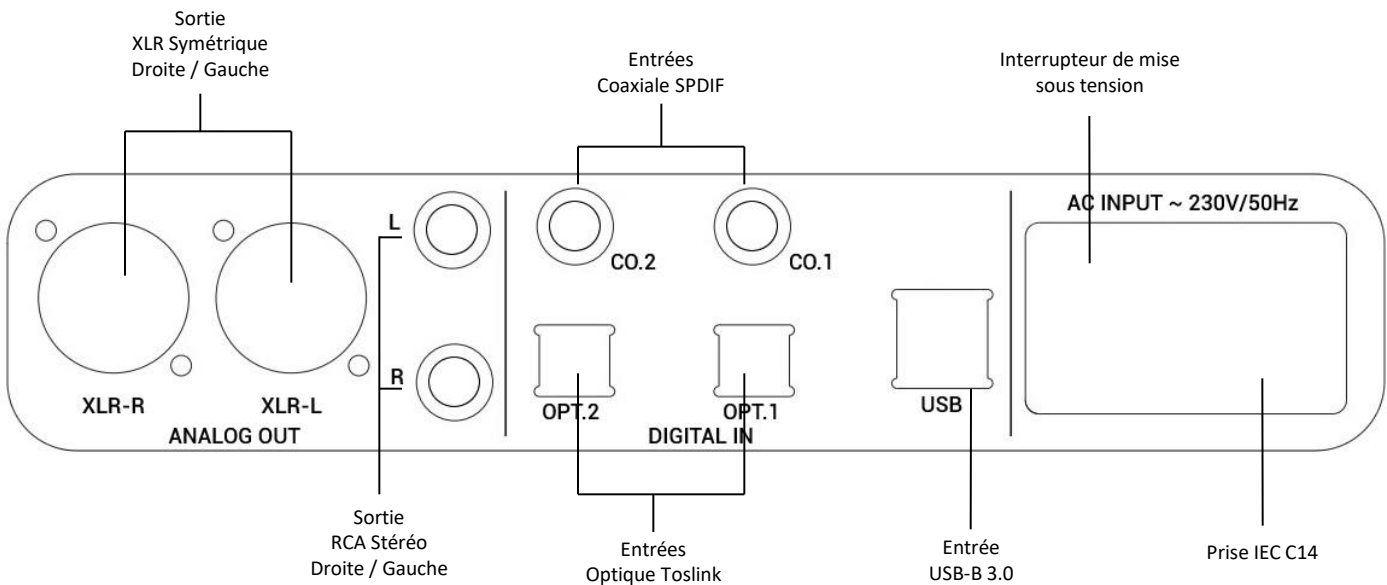 Sortie
XLR Symétrique
Droite / Gauche
Entrées
Coaxiale SPDIF
Interrupteur de mise
sous tension
AC INPUT ~ 230V/50Hz
L
CO.2
CO.1
R
XLR-R
XLR-L
OPT.2
OPT.1
USB
ANALOG OUT
DIGITAL IN
Sortie
RCA Stéréo
Droite / Gauche
Entrées
Optique Toslink
Entrée
USB-B 3.0
Prise IEC C14